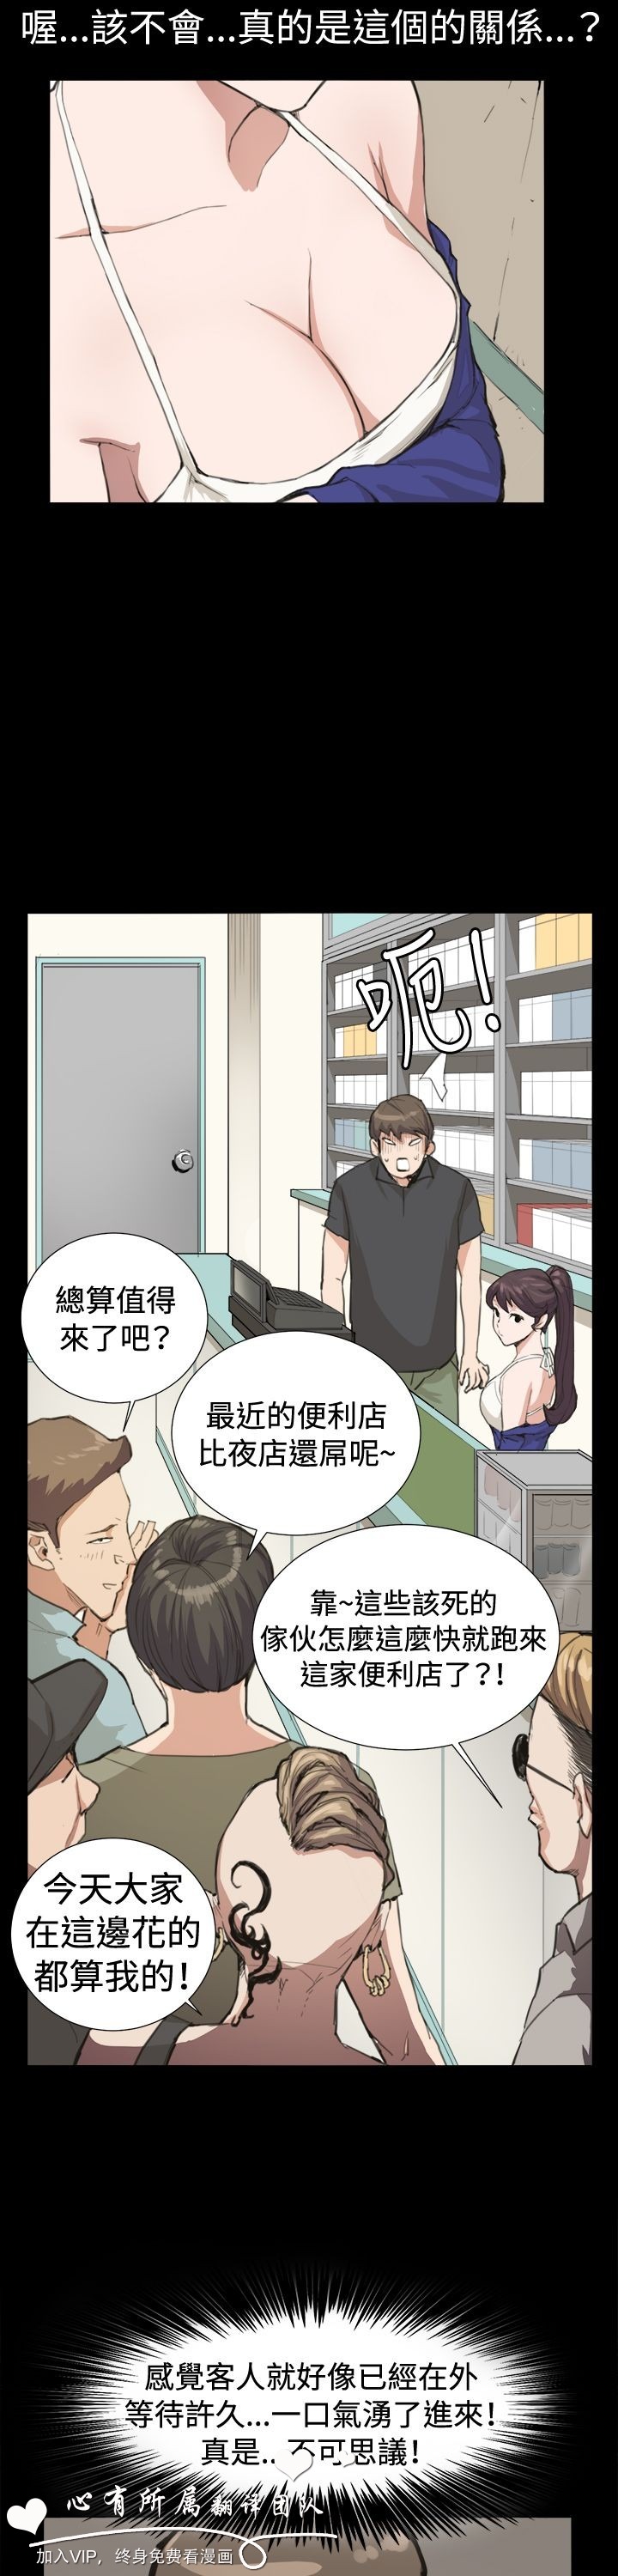 喔...該不會...真的是這個的關係...?
呃!
總算值得
來了吧?
最近的便利店
比夜店還屌呢~
靠~這些該死的
傢伙怎麼這麼快就跑來
這家便利店了?!
今天大家
在這邊花的
都算我的!
感覺客人就好像已經在外
等待許久...一口氣湧了進來!
真是..不可思議!
心有所属翻译团队
加入VIP，终身免费看漫画